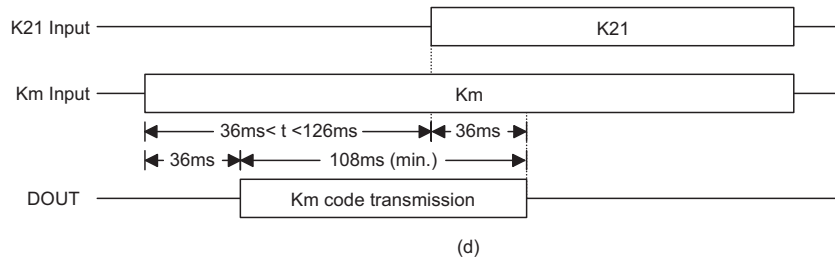 K21 Input
K21
Km Input
Km
36ms< t <126ms
36ms
36ms
108ms (min.)
DOUT
Km code transmission
(d)